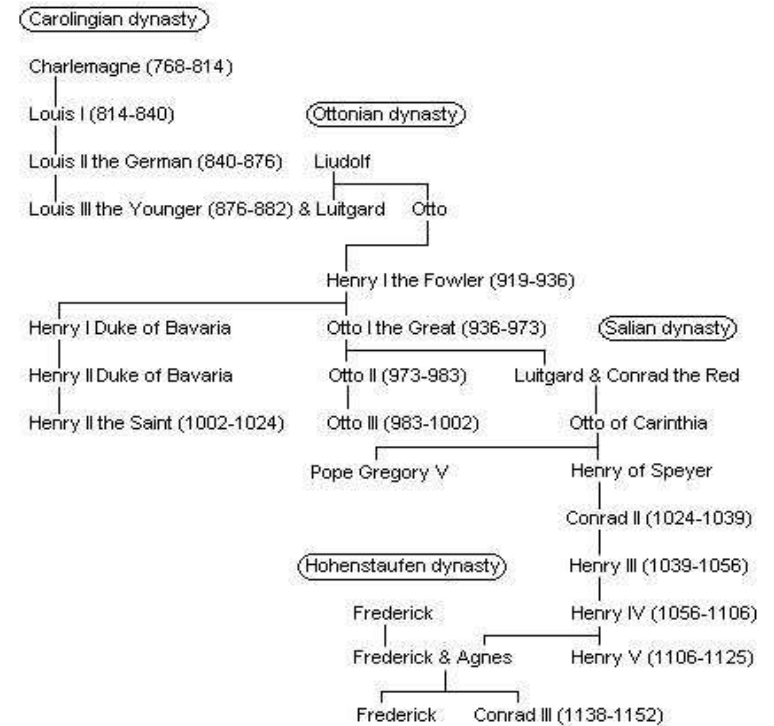 Carolingian dynasty
Charlemagne (768-814)
Louis I (814-840) Ottonian dynasty
Louis II the German (840-876) Liudolf
Louis III the Younger (876-882) & Luitgard Otto
Henry I the Fowler (919-936)
Henry I Duke of Bavaria Otto I the Great (936-973) Salian dynasty
Henry II Duke of Bavaria Otto II (973-983) Luitgard & Conrad the Red
Henry II the Saint (1002-1024) Otto III (983-1002) Otto of Carinthia
Pope Gregory V Henry of Speyer
Conrad II (1024-1039)
Hohenstaufen dynasty Henry III (1039-1056)
Frederick Henry IV (1056-1106)
Frederick & Agnes Henry V (1106-1125)
Frederick Conrad III (1138-1152)